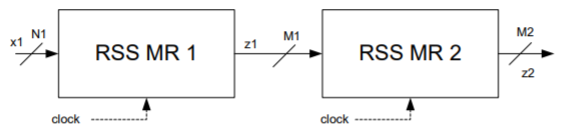 x1 N1
RSS MR 1
z1 M1
RSS MR 2
M2
z2
clock
clock